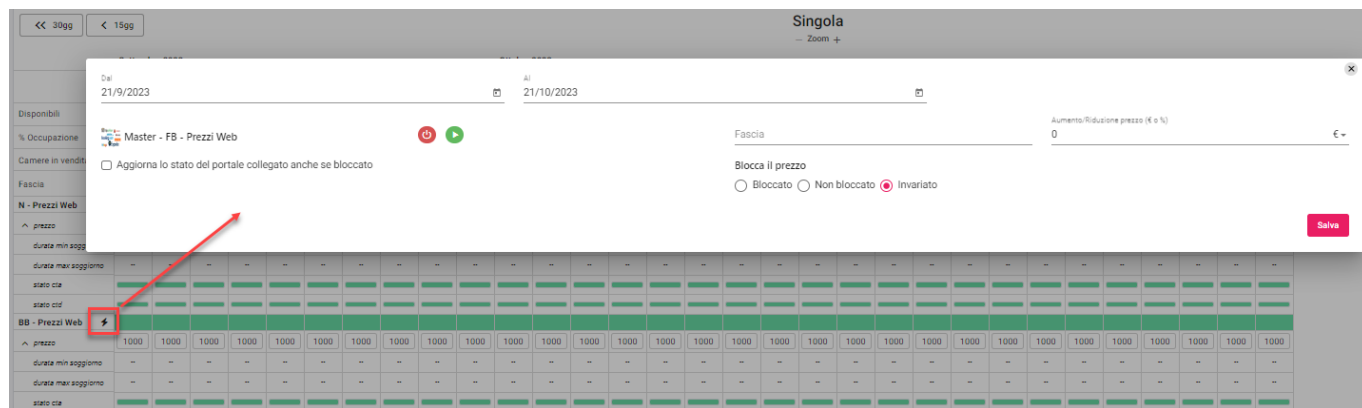 30gg
15gg
Singola
− Zoom +
Dal
21/9/2023
Al
21/10/2023
Disponibili
% Occupazione
Master - FB - Prezzi Web
Fascia
Aumento/Riduzione prezzo (€ o %)
0
€
Camere in vendita
Aggiorna lo stato del portale collegato anche se bloccato
Blocca il prezzo
Fascia
Bloccato
Non bloccato
Invariato
N - Prezzi Web
prezzo
Salva
durata min sogg
durata max soggiorno -- -- -- -- -- -- -- -- -- -- -- -- -- -- -- -- -- -- -- -- -- -- -- -- -- -- -- -- -- -- --
stato cta
stato ctd
BB - Prezzi Web
prezzo 1000 1000 1000 1000 1000 1000 1000 1000 1000 1000 1000 1000 1000 1000 1000 1000 1000 1000 1000 1000 1000 1000 1000 1000 1000 1000 1000 1000 1000 1000 1000
durata min soggiorno -- -- -- -- -- -- -- -- -- -- -- -- -- -- -- -- -- -- -- -- -- -- -- -- -- -- -- -- -- -- --
durata max soggiorno -- -- -- -- -- -- -- -- -- -- -- -- -- -- -- -- -- -- -- -- -- -- -- -- -- -- -- -- -- -- --
stato cta